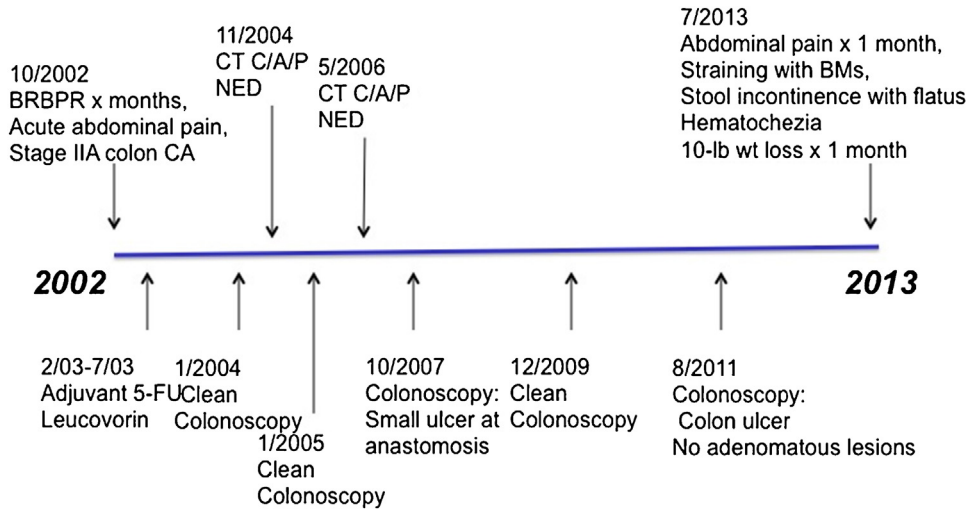 10/2002
BRBPR x months,
Acute abdominal pain,
Stage IIA colon CA
11/2004
CT C/A/P
NED
5/2006
CT C/A/P
NED
7/2013
Abdominal pain x 1 month,
Straining with BMs,
Stool incontinence with flatus
Hematochezia
10-lb wt loss x 1 month
2002
2013
2/03-7/03
Adjuvant 5-FU
Leucovorin
1/2004
Clean
Colonoscopy
1/2005
Clean
Colonoscopy
10/2007
Colonoscopy:
Small ulcer at
anastomosis
12/2009
Clean
Colonoscopy
8/2011
Colonoscopy:
Colon ulcer
No adenomatous lesions